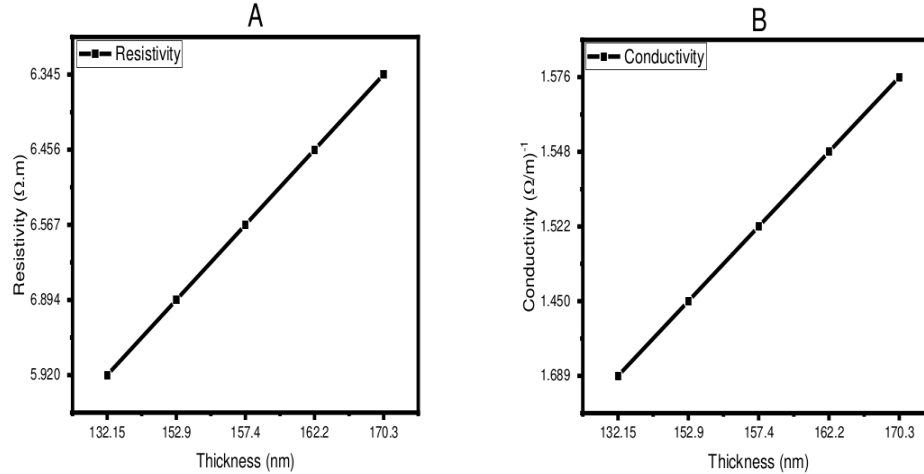 A
Resistivity
6.345
6.456
6.567
6.894
5.920
Resistivity (Ω.m)
132.15 152.9 157.4 162.2 170.3
Thickness (nm)
B
Conductivity
1.576
1.548
1.522
1.450
1.689
Conductivity (Ω/m)⁻¹
132.15 152.9 157.4 162.2 170.3
Thickness (nm)